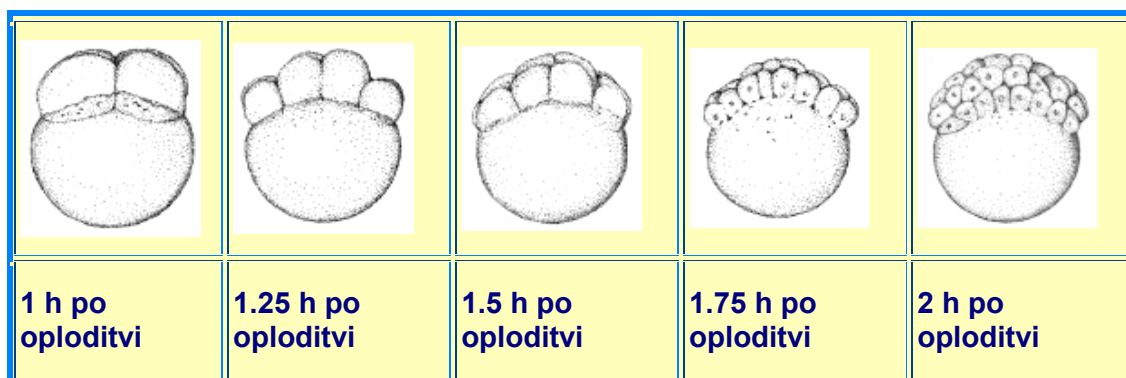 1 h po
oploditvi
1.25 h po
oploditvi
1.5 h po
oploditvi
1.75 h po
oploditvi
2 h po
oploditvi